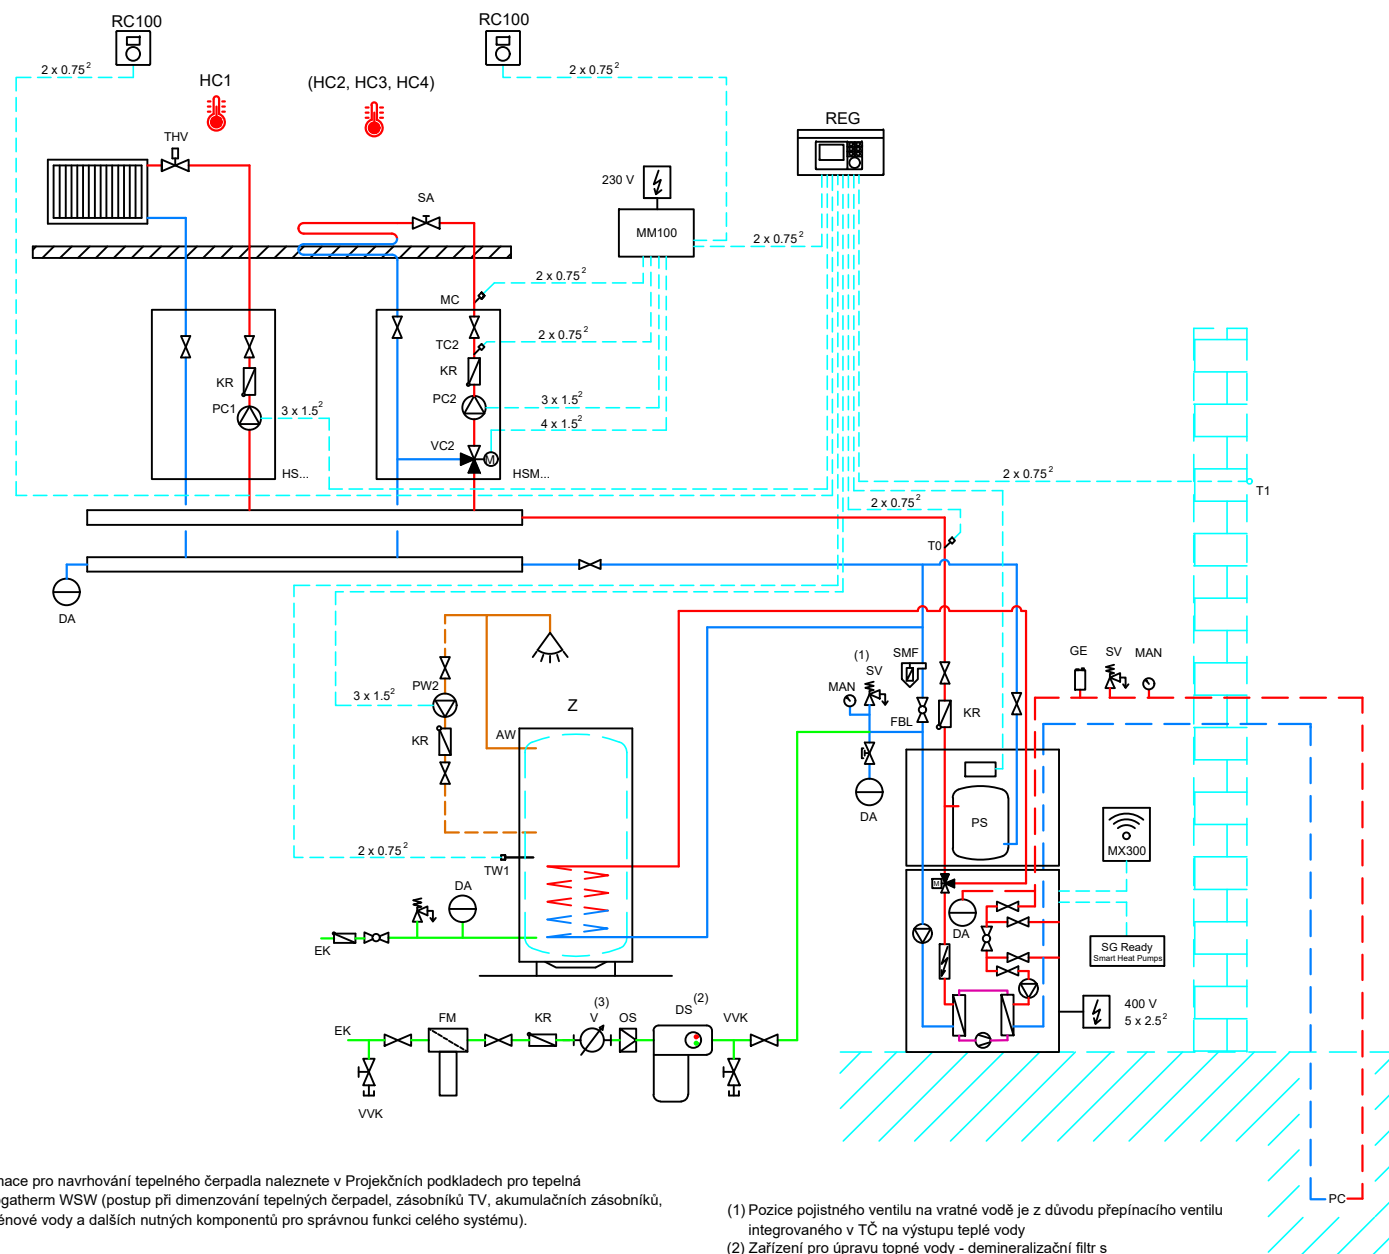 RC100
RC100
2 x 0.75²
2 x 0.75²
HC1
(HC2, HC3, HC4)
REG
THV
230 V
SA
MM100
2 x 0.75²
2 x 0.75²
MC
2 x 0.75²
TC2
KR
KR
PC1
3 x 1.5²
PC2
3 x 1.5²
4 x 1.5²
VC2
M
HS...
HSM...
2 x 0.75²
T1
2 x 0.75²
T0
DA
(1)
SV
SMF
MAN
GE
SV
MAN
3 x 1.5²
PW2
Z
KR
AW
FBL
KR
DA
PS
2 x 0.75²
TW1
MX300
M
DA
DA
EK
SG Ready
Smart Heat Pumps
400 V
5 x 2.5²
EK
FM
KR
(3)
V
OS
DS
(2)
VVK
VVK
PC
mace pro navrhování tepelného čerpadla naleznete v Projekčních podkladech pro tepelná
gatherm WSW (postup při dimenzování tepelných čerpadel, zásobníků TV, akumulačních zásobníků,
énové vody a dalších nutných komponentů pro správnou funkci celého systému).
(1) Pozice pojistného ventilu na vratné vodě je z důvodu přepínacího ventilu
integrovaného v TČ na výstupu teplé vody
(2) Zařízení pro úpravu topné vody - demineralizační filtr s